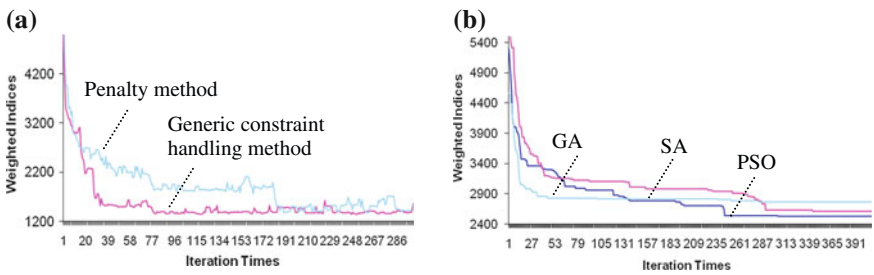 (a)
4200
3200
2200
1200
Weighted Indices
Penalty method
Generic constraint
handling method
1 20 39 58 77 96 115 134 153 172 191 210 229 248 267 286
Iteration Times
(b)
5400
4900
4400
3900
3400
2900
2400
Weighted Indices
GA
SA
PSO
1 27 53 79 105 131 157 183 209 235 261 287 313 339 365 391
Iteration Times